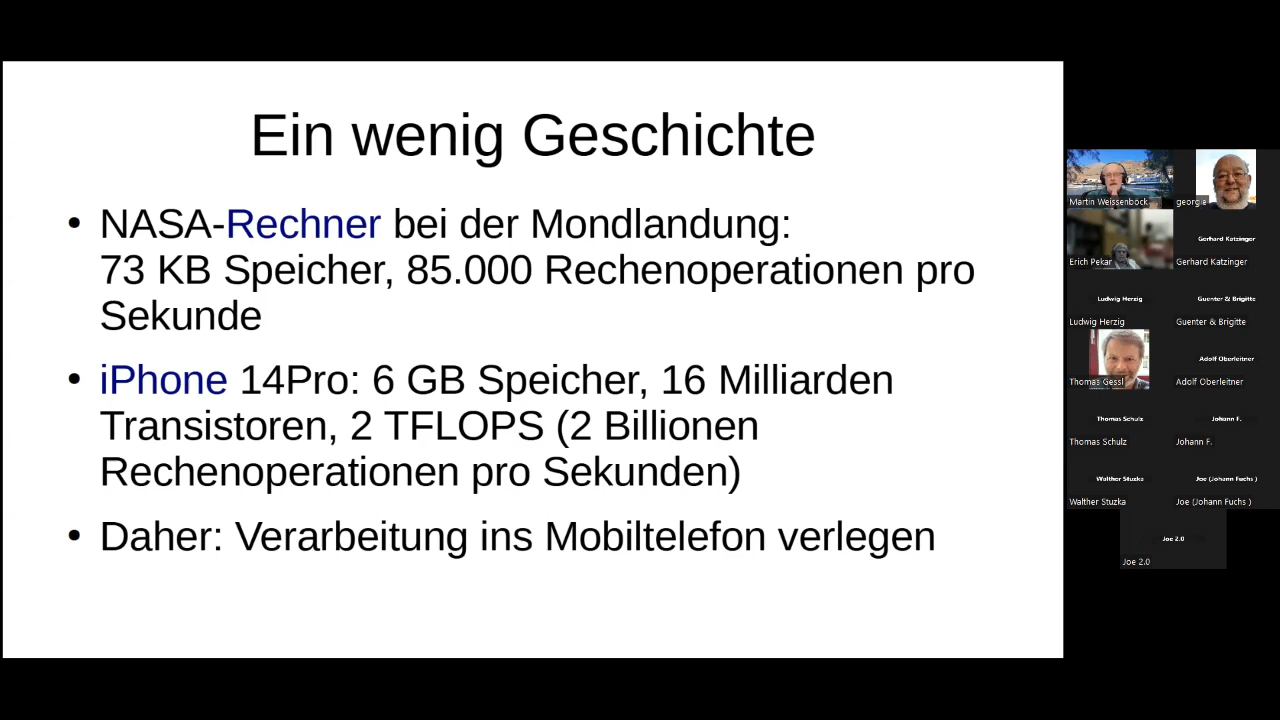 Ein wenig Geschichte
• NASA-Rechner bei der Mondlandung:
73 KB Speicher, 85.000 Rechenoperationen pro
Sekunde
• iPhone 14Pro: 6 GB Speicher, 16 Milliarden
Transistoren, 2 TFLOPS (2 Billionen
Rechenoperationen pro Sekunden)
• Daher: Verarbeitung ins Mobiltelefon verlegen
Martin Weissenböck
georgie
Erich Pekar
Gerhard Katzinger
Gerhard Katzinger
Ludwig Herzig
Ludwig Herzig
Guenter & Brigitte
Guenter & Brigitte
Thomas Gessl
Adolf Oberleitner
Adolf Oberleitner
Thomas Schulz
Thomas Schulz
Johann F.
Johann F.
Walther Stuzka
Walther Stuzka
Joe (Johann Fuchs )
Joe (Johann Fuchs )
Joe 2.0
Joe 2.0